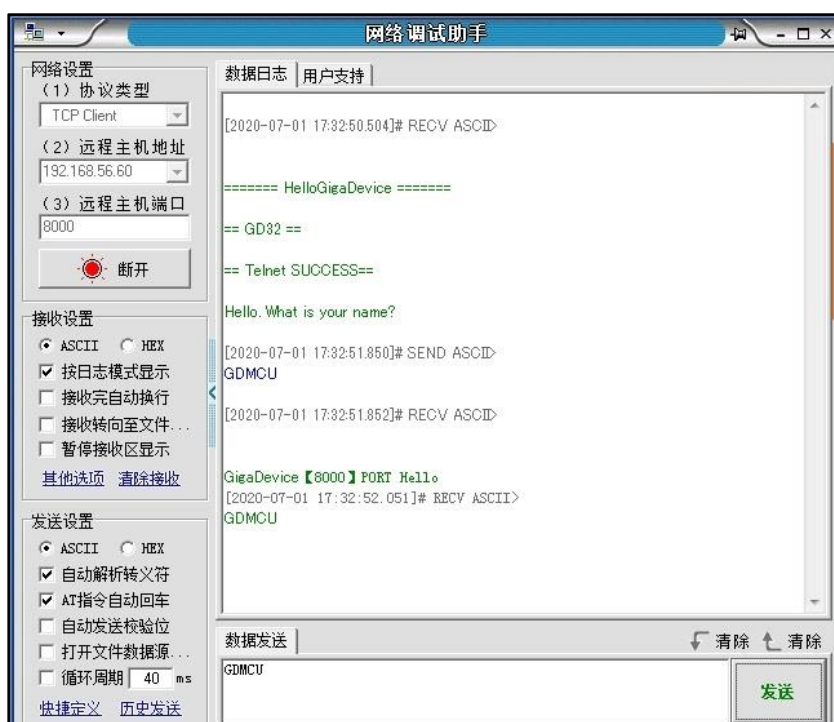 网络调试助手
网络设置
(1) 协议类型
TCP Client
(2) 远程主机地址
192.168.56.60
(3) 远程主机端口
8000
断开
接收设置
ASCII HEX
按日志模式显示
接收完自动换行
接收转向至文件...
暂停接收区显示
其他选项 清除接收
发送设置
ASCII HEX
自动解析转义符
AT指令自动回车
自动发送校验位
打开文件数据源...
循环周期 40 ms
快捷定义 历史发送
数据日志 用户支持
[2020-07-01 17:32:50.504]# RECV ASCII>
======= HelloGigaDevice =======
== GD32 ==
== Telnet SUCCESS==
Hello. What is your name?
[2020-07-01 17:32:51.850]# SEND ASCII>
GDMCU
[2020-07-01 17:32:51.852]# RECV ASCII>
GigaDevice【8000】PORT Hello
[2020-07-01 17:32:52.051]# RECV ASCII>
GDMCU
数据发送 清除 清除
GDMCU
发送